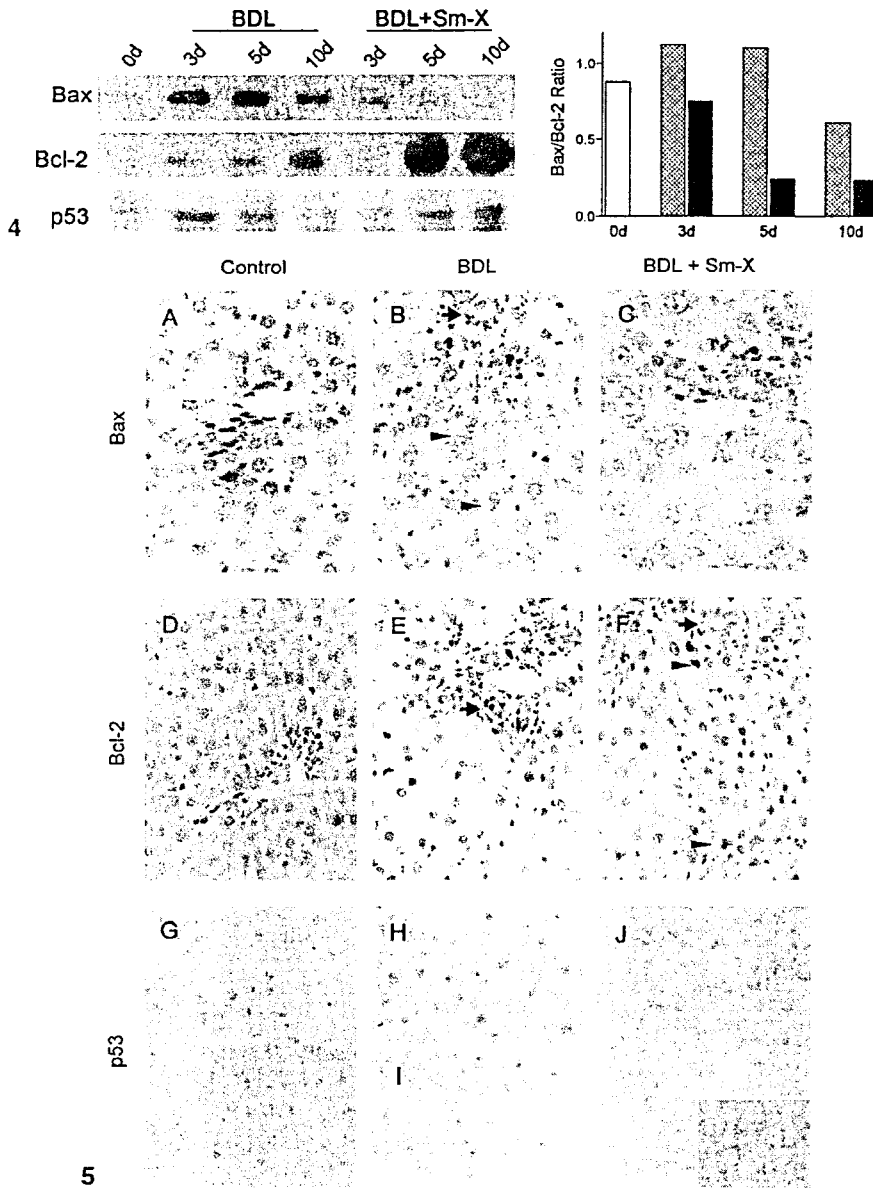 BDL BDL+Sm-X
0d 3d 5d 10d 3d 5d 10d
Bax
Bcl-2
p53
4
Bax/Bcl-2 Ratio
1.0
0.5
0.0
0d 3d 5d 10d
Control BDL BDL + Sm-X
A B C
Bax
D E F
Bcl-2
G H J
I
p53
5